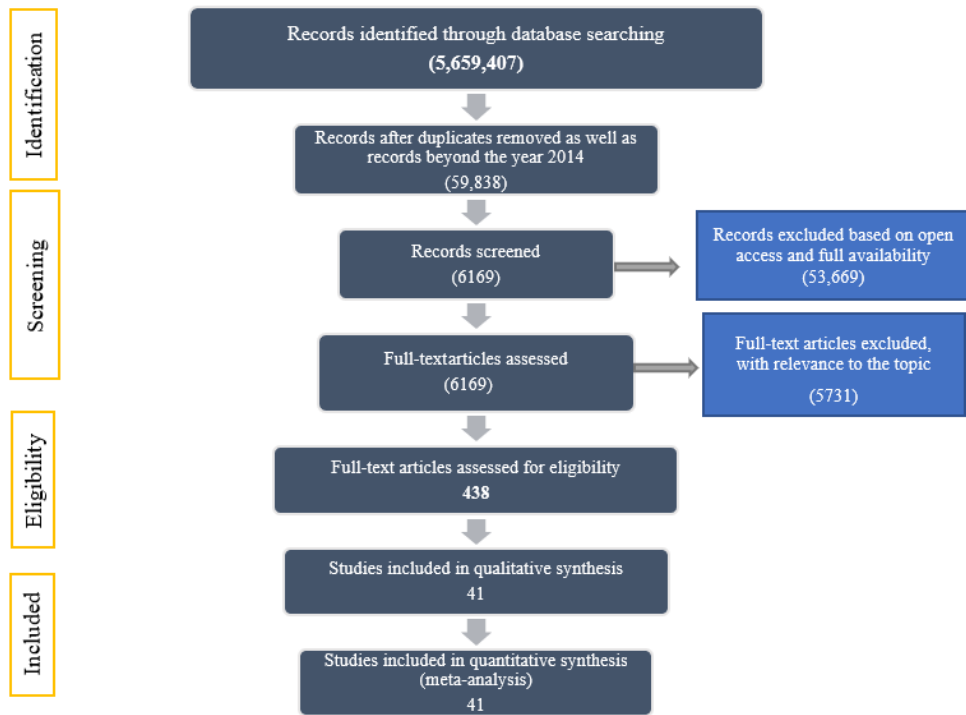 Identification
Records identified through database searching
(5,659,407)
Records after duplicates removed as well as
records beyond the year 2014
(59,838)
Screening
Records screened
(6169)
Records excluded based on open
access and full availability
(53,669)
Full-textarticles assessed
(6169)
Full-text articles excluded,
with relevance to the topic
(5731)
Eligibility
Full-text articles assessed for eligibility
438
Studies included in qualitative synthesis
41
Included
Studies included in quantitative synthesis
(meta-analysis)
41